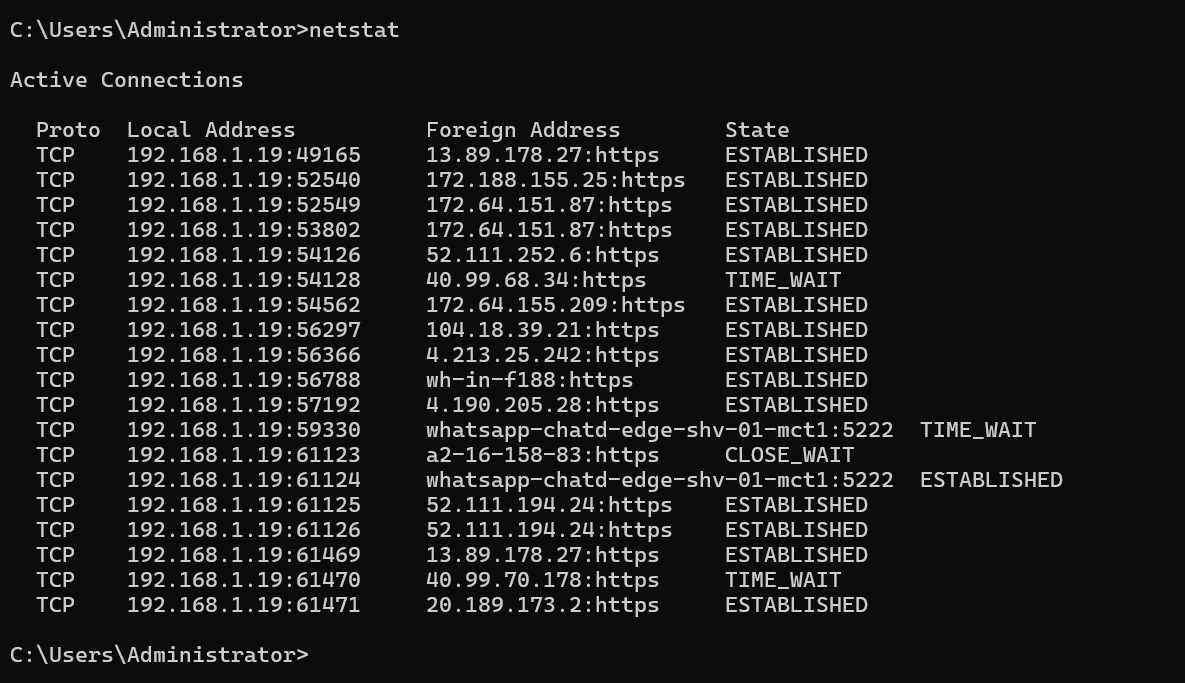 C:\Users\Administrator>netstat
Active Connections
Proto  Local Address          Foreign Address        State
TCP    192.168.1.19:49165     13.89.178.27:https     ESTABLISHED
TCP    192.168.1.19:52540     172.188.155.25:https   ESTABLISHED
TCP    192.168.1.19:52549     172.64.151.87:https    ESTABLISHED
TCP    192.168.1.19:53802     172.64.151.87:https    ESTABLISHED
TCP    192.168.1.19:54126     52.111.252.6:https     ESTABLISHED
TCP    192.168.1.19:54128     40.99.68.34:https      TIME_WAIT
TCP    192.168.1.19:54562     172.64.155.209:https   ESTABLISHED
TCP    192.168.1.19:56297     104.18.39.21:https     ESTABLISHED
TCP    192.168.1.19:56366     4.213.25.242:https     ESTABLISHED
TCP    192.168.1.19:56788     wh-in-f188:https       ESTABLISHED
TCP    192.168.1.19:57192     4.190.205.28:https     ESTABLISHED
TCP    192.168.1.19:59330     whatsapp-chatd-edge-shv-01-mct1:5222  TIME_WAIT
TCP    192.168.1.19:61123     a2-16-158-83:https     CLOSE_WAIT
TCP    192.168.1.19:61124     whatsapp-chatd-edge-shv-01-mct1:5222  ESTABLISHED
TCP    192.168.1.19:61125     52.111.194.24:https    ESTABLISHED
TCP    192.168.1.19:61126     52.111.194.24:https    ESTABLISHED
TCP    192.168.1.19:61469     13.89.178.27:https     ESTABLISHED
TCP    192.168.1.19:61470     40.99.70.178:https     TIME_WAIT
TCP    192.168.1.19:61471     20.189.173.2:https     ESTABLISHED
C:\Users\Administrator>